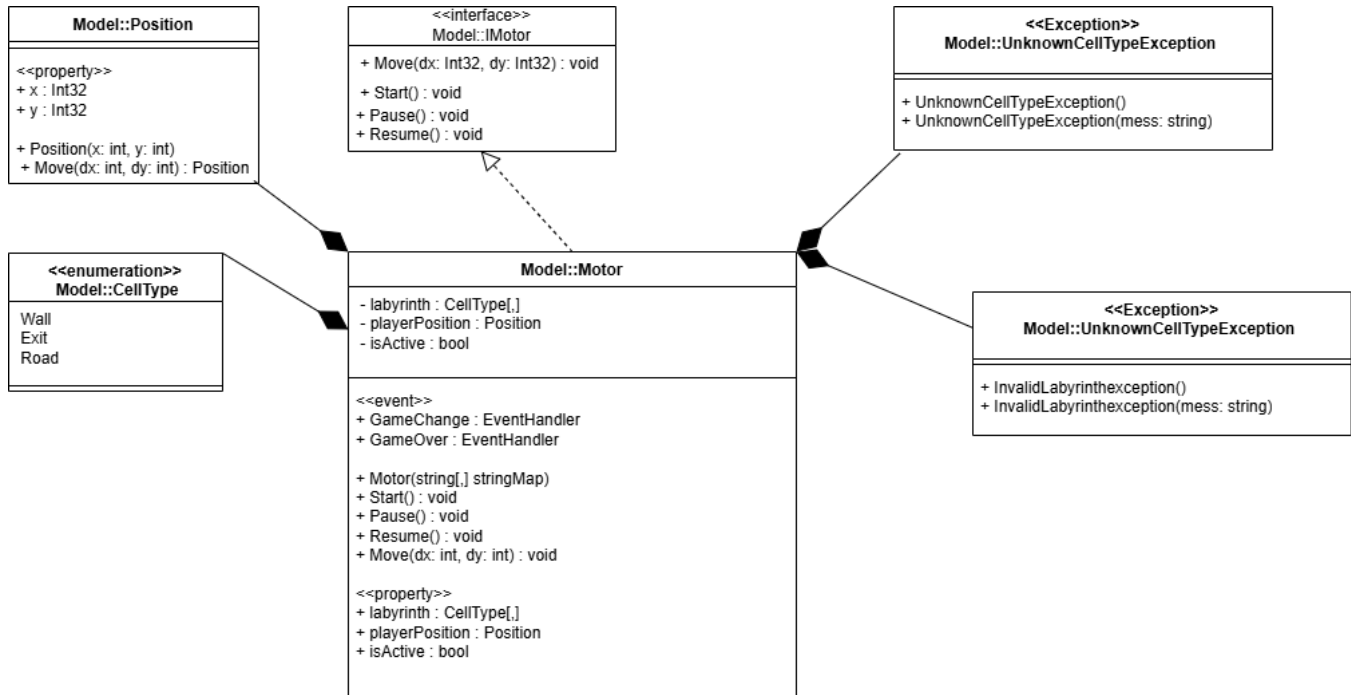 Model::Position
<<property>>
+ x : Int32
+ y : Int32
+ Position(x: int, y: int)
+ Move(dx: int, dy: int) : Position
<<interface>>
Model::IMotor
+ Move(dx: Int32, dy: Int32) : void
+ Start() : void
+ Pause() : void
+ Resume() : void
<<Exception>>
Model::UnknownCellTypeException
+ UnknownCellTypeException()
+ UnknownCellTypeException(mess: string)
<<enumeration>>
Model::CellType
Wall
Exit
Road
Model::Motor
- labyrinth : CellType[,]
- playerPosition : Position
- isActive : bool
<<event>>
+ GameChange : EventHandler
+ GameOver : EventHandler
+ Motor(string[,] stringMap)
+ Start() : void
+ Pause() : void
+ Resume() : void
+ Move(dx: int, dy: int) : void
<<property>>
+ labyrinth : CellType[,]
+ playerPosition : Position
+ isActive : bool
<<Exception>>
Model::UnknownCellTypeException
+ InvalidLabyrinthexception()
+ InvalidLabyrinthexception(mess: string)